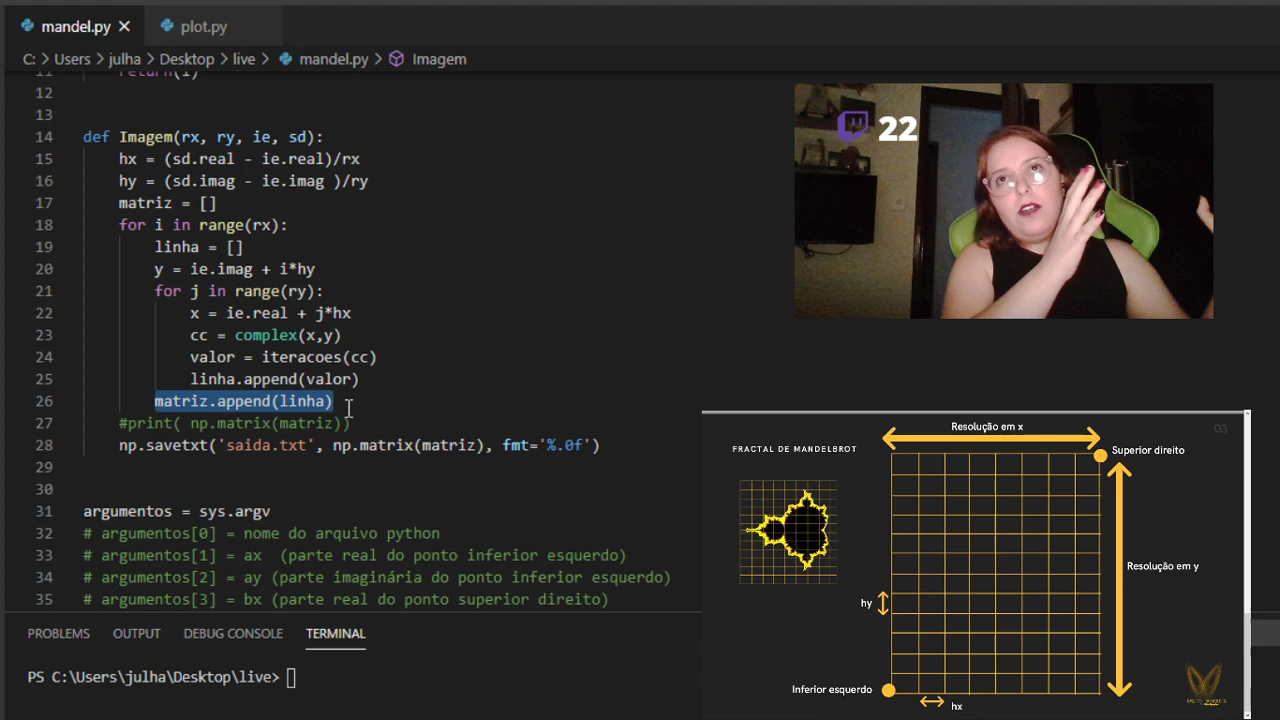 mandel.py
plot.py
C: > Users > julha > Desktop > live > mandel.py > Imagem
11 return(i)
12
13
14 def Imagem(rx, ry, ie, sd):
15 hx = (sd.real - ie.real)/rx
16 hy = (sd.imag - ie.imag )/ry
17 matriz = []
18 for i in range(rx):
19 linha = []
20 y = ie.imag + i*hy
21 for j in range(ry):
22 x = ie.real + j*hx
23 cc = complex(x,y)
24 valor = iteracoes(cc)
25 linha.append(valor)
26 matriz.append(linha)
27 #print( np.matrix(matriz))
28 np.savetxt('saida.txt', np.matrix(matriz), fmt='%.0f')
29
30
31 argumentos = sys.argv
32 # argumentos[0] = nome do arquivo python
33 # argumentos[1] = ax (parte real do ponto inferior esquerdo)
34 # argumentos[2] = ay (parte imaginária do ponto inferior esquerdo)
35 # argumentos[3] = bx (parte real do ponto superior direito)
PROBLEMS OUTPUT DEBUG CONSOLE TERMINAL
PS C:\Users\julha\Desktop\live>
22
Resolução em x
03
FRACTAL DE MANDELBROT
Superior direito
Resolução em y
hy
Inferior esquerdo
hx